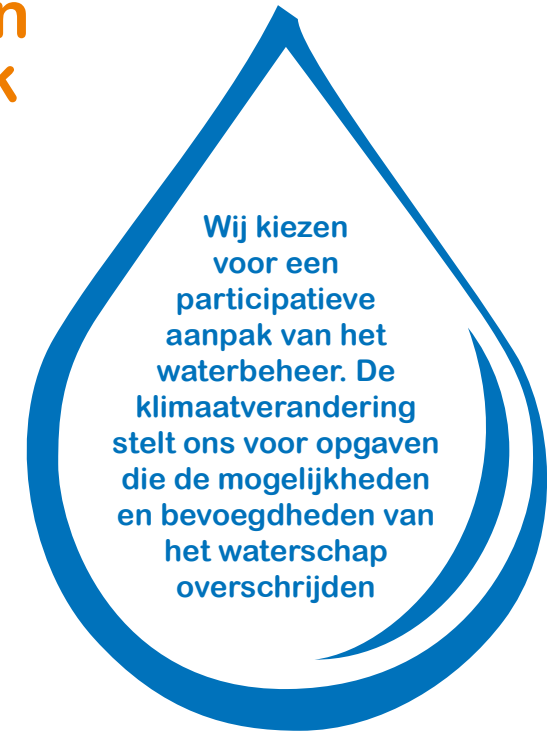 n
k
Wij kiezen
voor een
participatieve
aanpak van het
waterbeheer. De
klimaatverandering
stelt ons voor opgaven
die de mogelijkheden
en bevoegdheden van
het waterschap
overschrijden